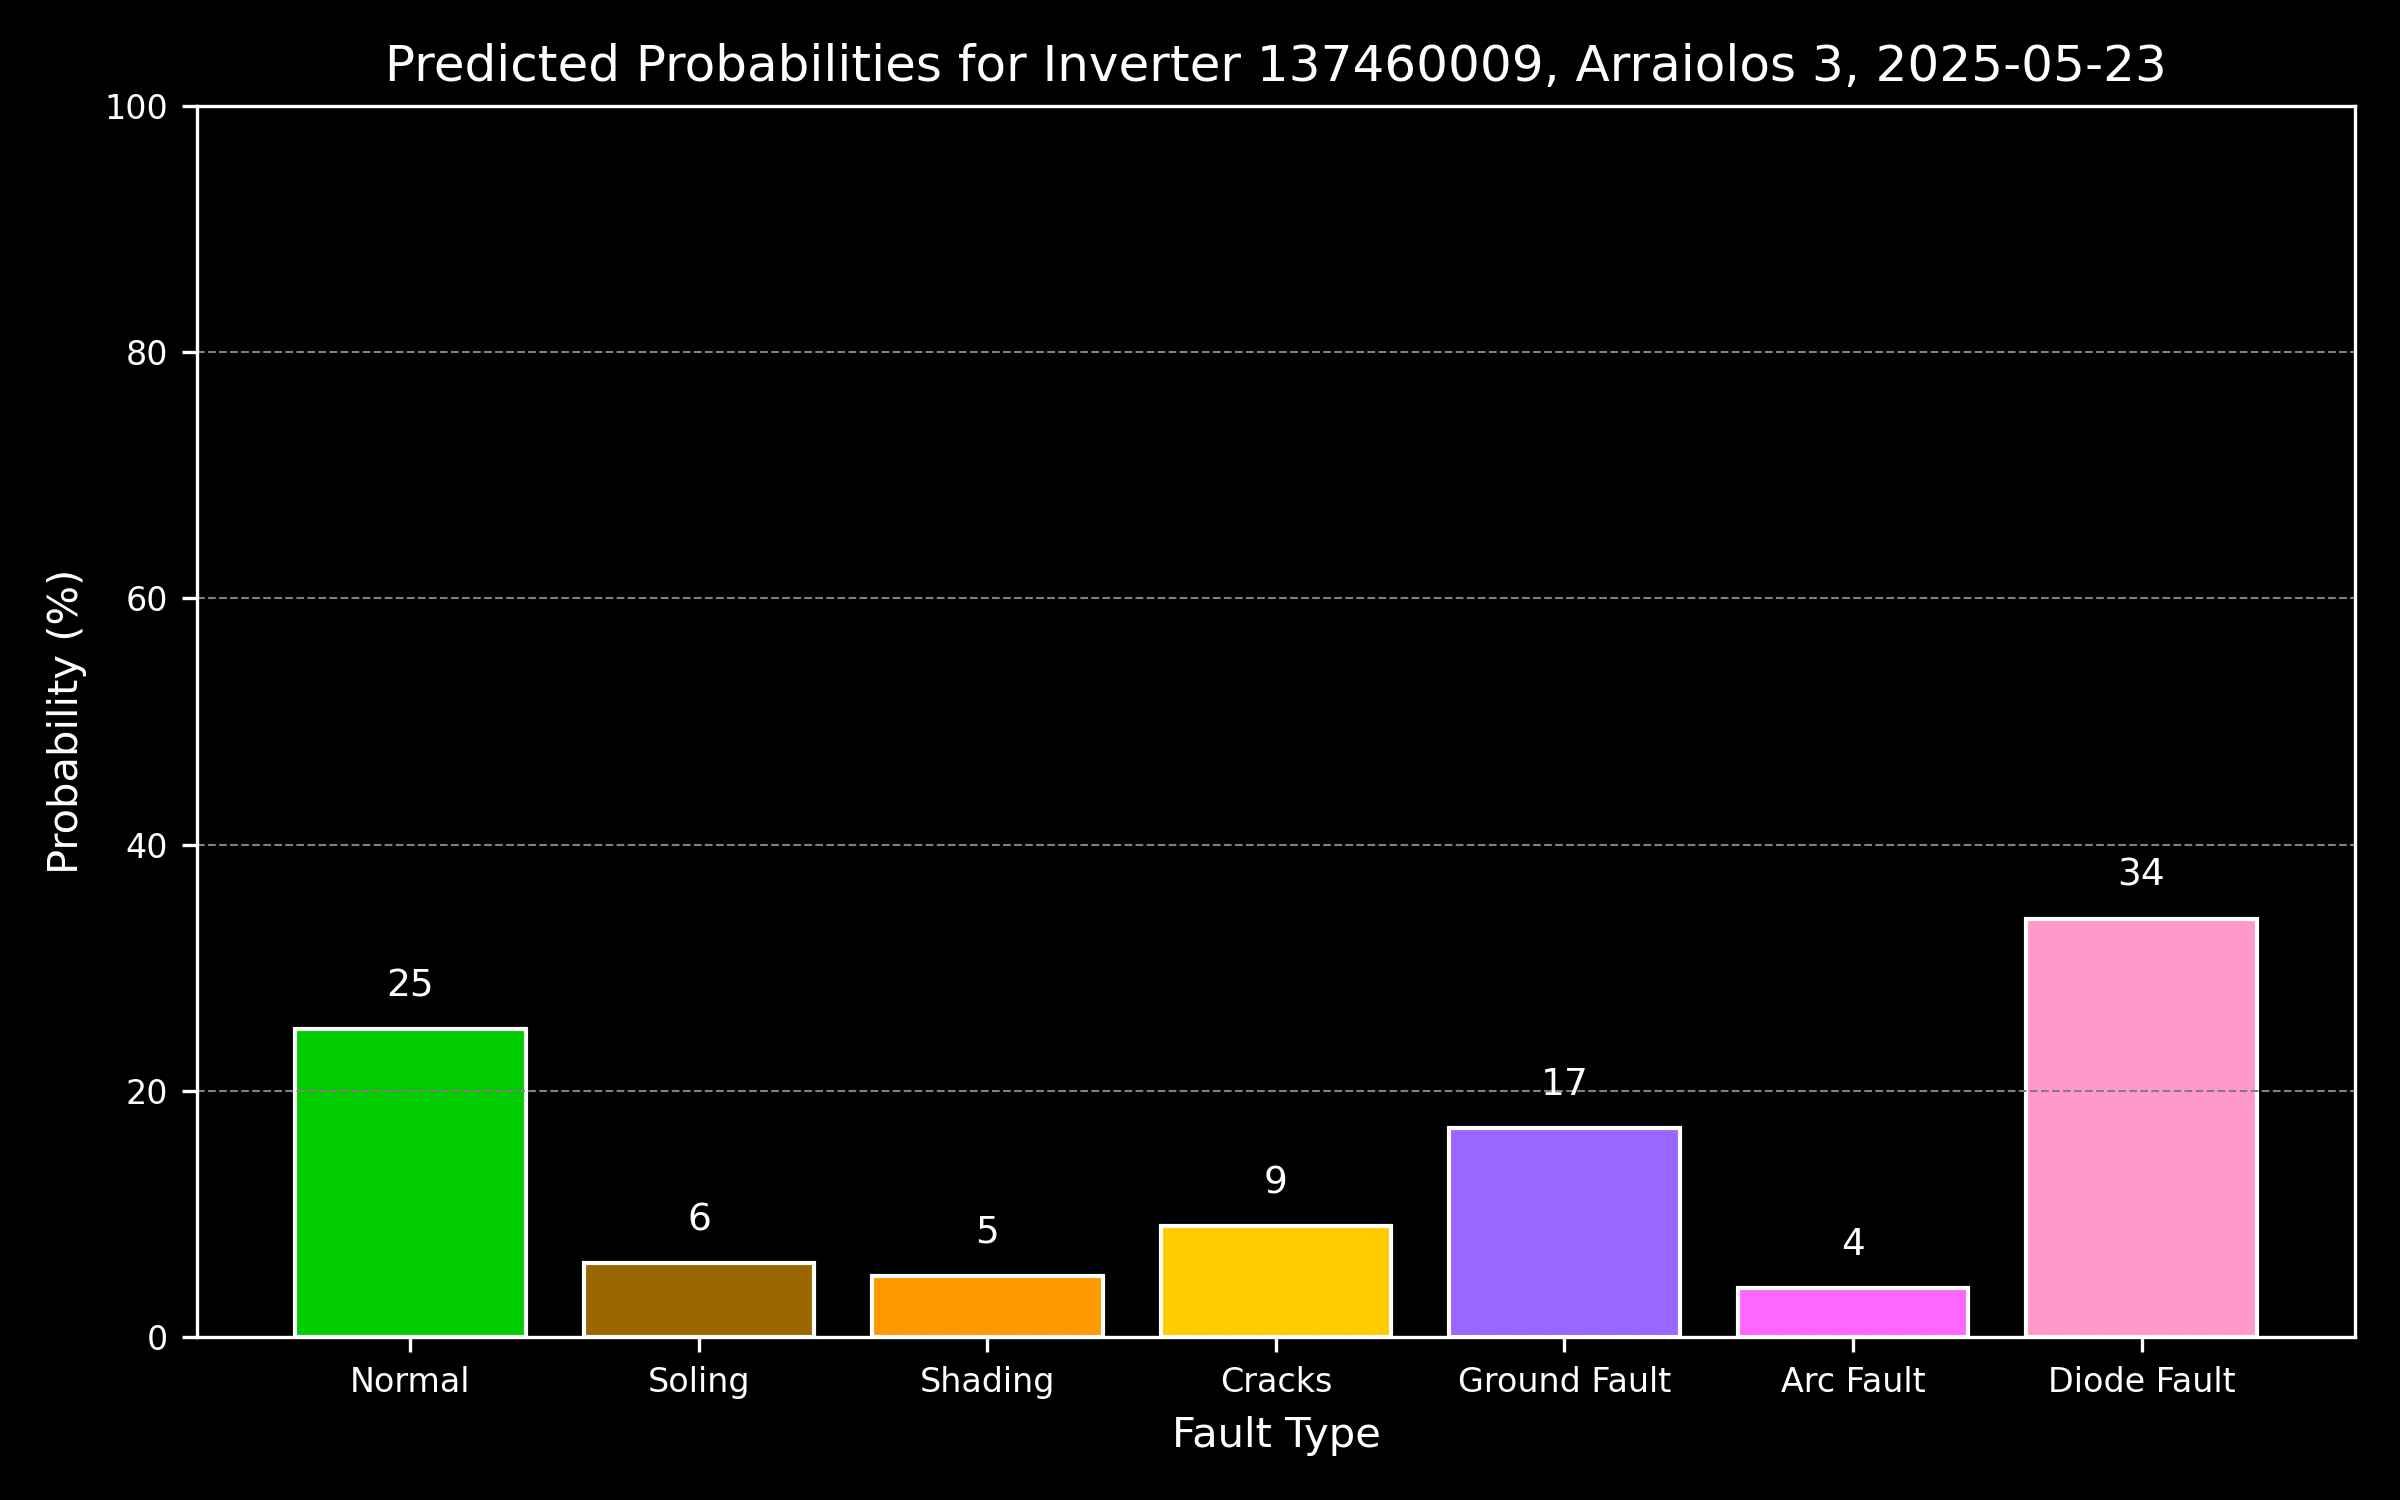 Predicted Probabilities for Inverter 137460009, Arraiolos 3, 2025-05-23
Probability (%)
100
80
60
40
20
0
25
6
5
9
17
4
34
Normal
Soling
Shading
Cracks
Ground Fault
Arc Fault
Diode Fault
Fault Type